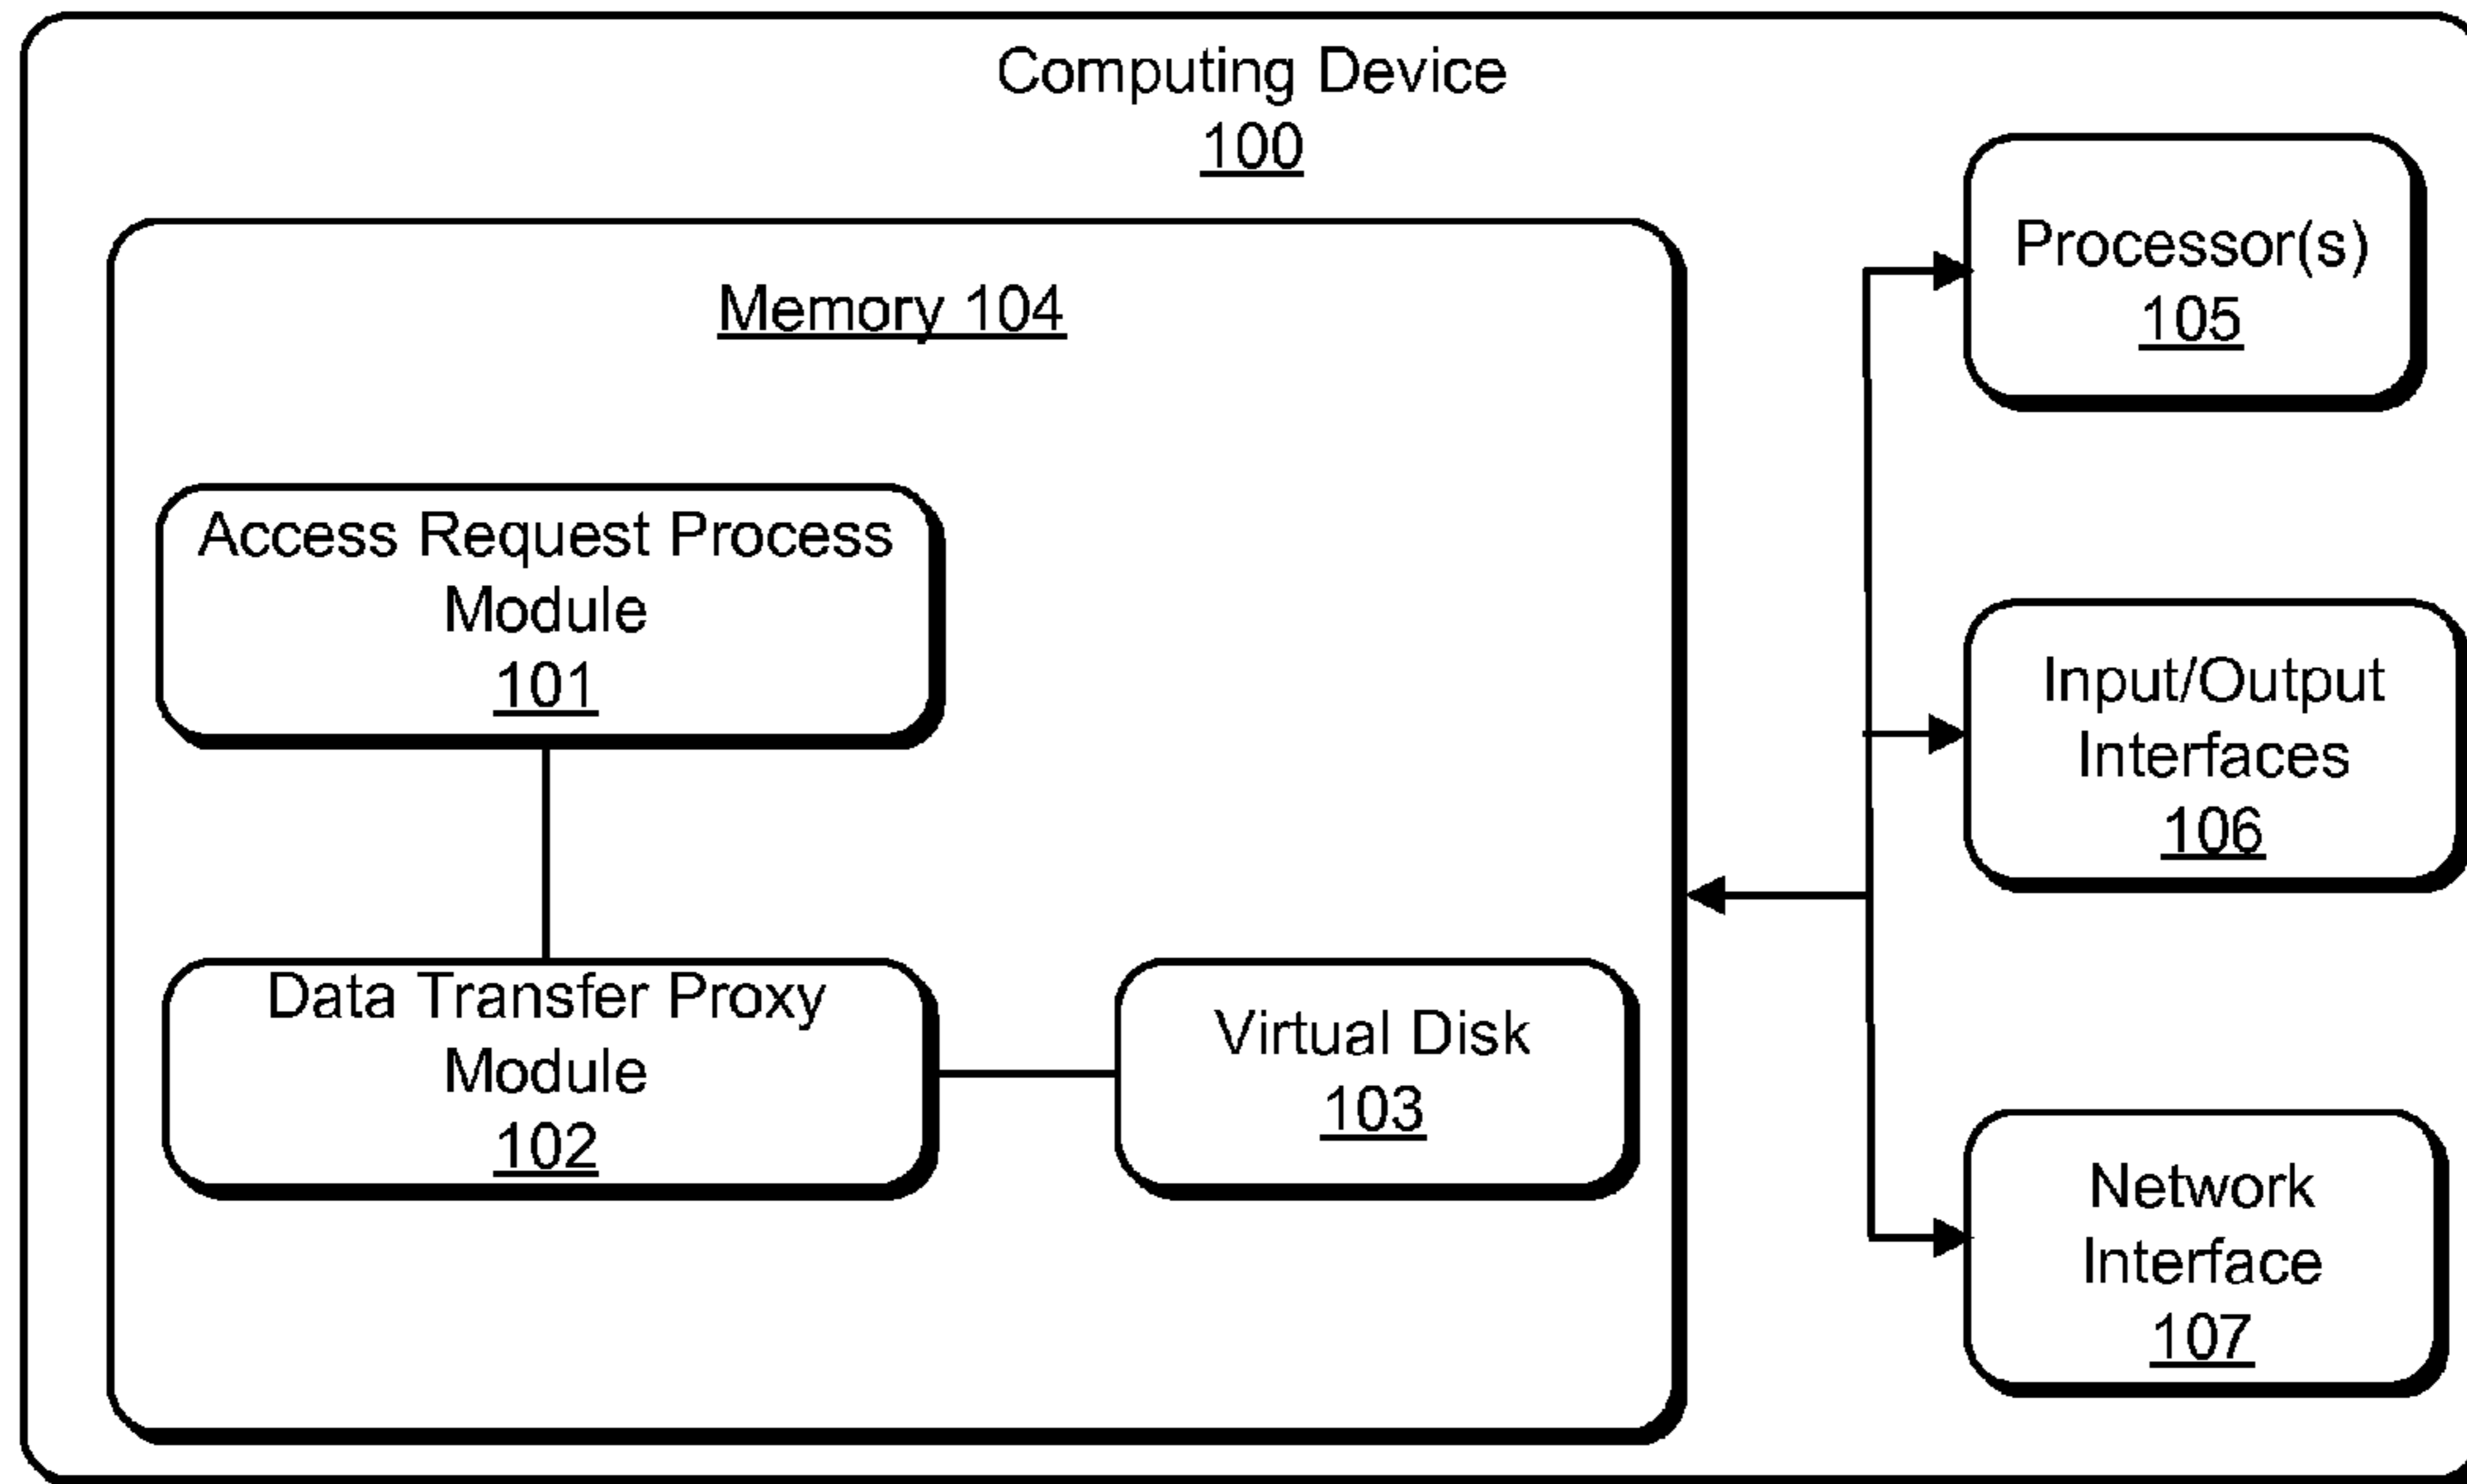 Computing Device
100
Memory 104
Access Request Process
Module
101
Data Transfer Proxy
Module
102
Virtual Disk
103
Processor(s)
105
Input/Output
Interfaces
106
Network
Interface
107